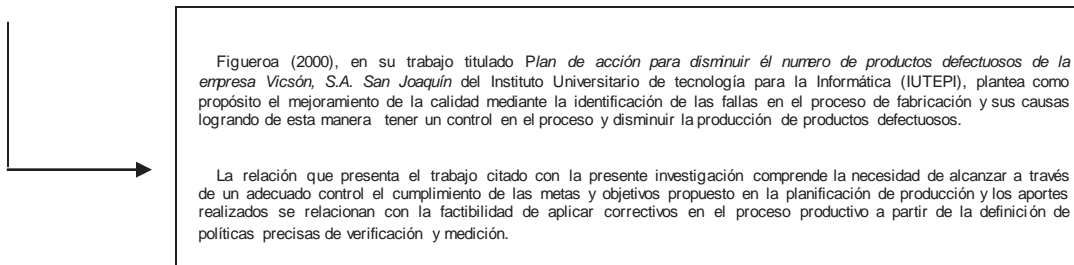 Figueroa (2000), en su trabajo titulado Plan de acción para disminuir él numero de productos defectuosos de la
empresa Vicsón, S.A. San Joaquín del Instituto Universitario de tecnología para la Informática (IUTEPI), plantea como
propósito el mejoramiento de la calidad mediante la identificación de las fallas en el proceso de fabricación y sus causas
logrando de esta manera tener un control en el proceso y disminuir la producción de productos defectuosos.
La relación que presenta el trabajo citado con la presente investigación comprende la necesidad de alcanzar a través
de un adecuado control el cumplimiento de las metas y objetivos propuesto en la planificación de producción y los aportes
realizados se relacionan con la factibilidad de aplicar correctivos en el proceso productivo a partir de la definición de
políticas precisas de verificación y medición.